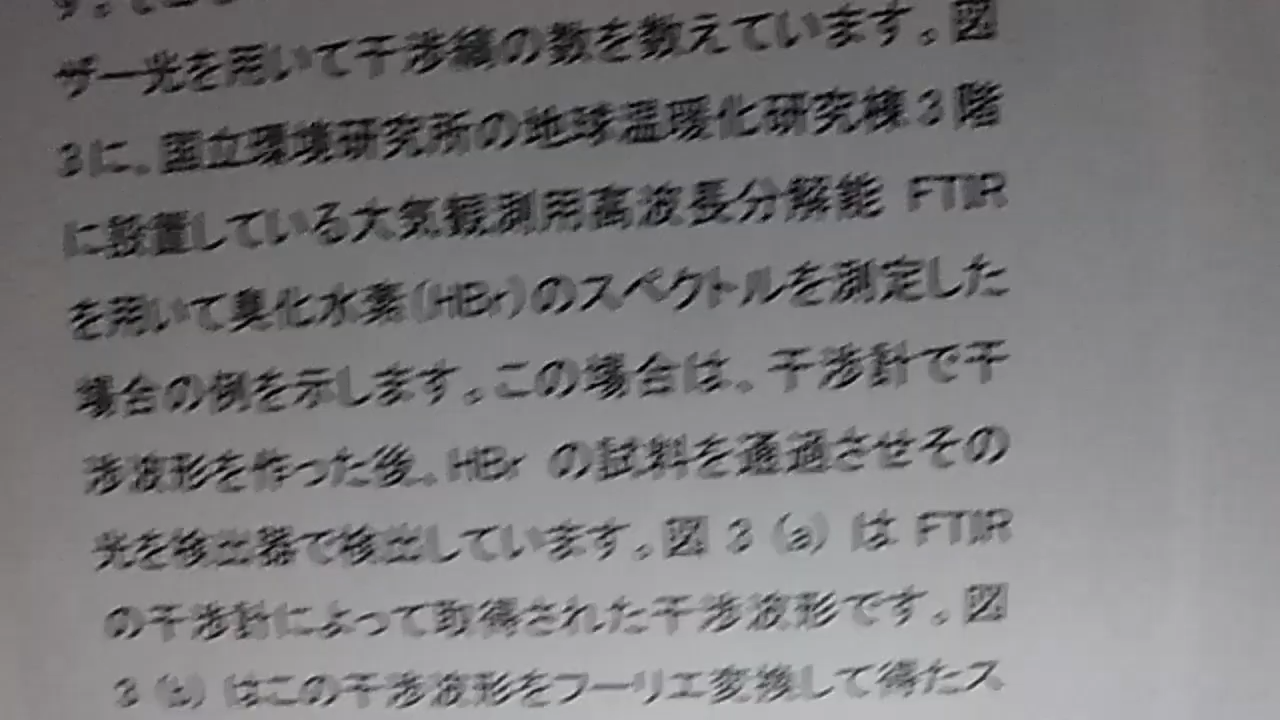 ザー光を用いて干渉縞の数を数えています。図
3に、国立環境研究所の地球温暖化研究棟3階
に設置している大気観測用高波長分解能 FTIR
を用いて臭化水素(HBr)のスペクトルを測定した
場合の例を示します。この場合は、干渉計で干
渉波形を作った後、HBr の試料を通過させその
光を検出器で検出しています。図 3 (a) は FTIR
の干渉計によって取得された干渉波形です。図
3 (b) はこの干渉波形をフーリエ変換して得たス